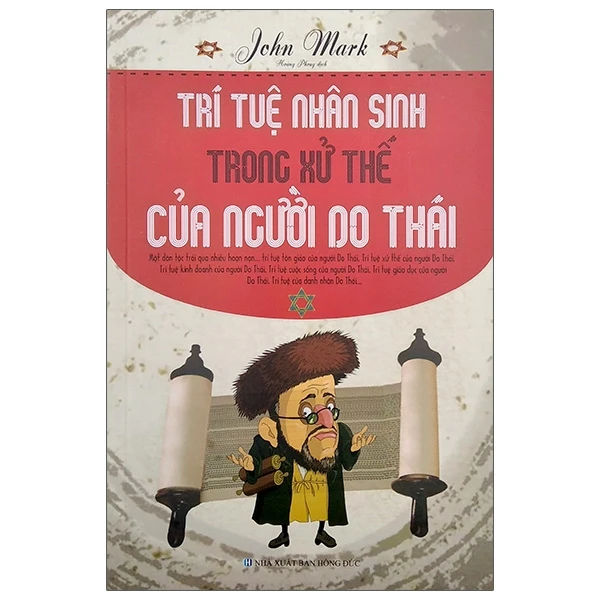 John Mark
Hoàng Phong dịch
TRÍ TUỆ NHÂN SINH
TRONG XỬ THẾ
CỦA NGƯỜI DO THÁI
Một dân tộc trải qua nhiều hoạn nạn... trí tuệ tôn giáo của người Do Thái, Trí tuệ xử thế của người Do Thái,
Trí tuệ kinh doanh của người Do Thái, Trí tuệ cuộc sống của người Do Thái, Trí tuệ giáo dục của người
Do Thái, Trí tuệ của danh nhân Do Thái...
NHÀ XUẤT BẢN HỒNG ĐỨC